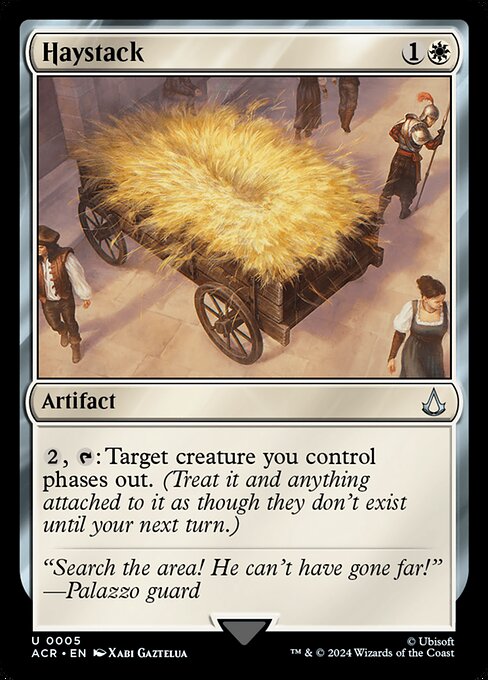 Haystack 1
Artifact
2, : Target creature you control
phases out. (Treat it and anything
attached to it as though they don't exist
until your next turn.)
“Search the area! He can't have gone far!”
—Palazzo guard
U 0005
ACR • EN Xabi Gaztelua
© Ubisoft
™ & © 2024 Wizards of the Coast